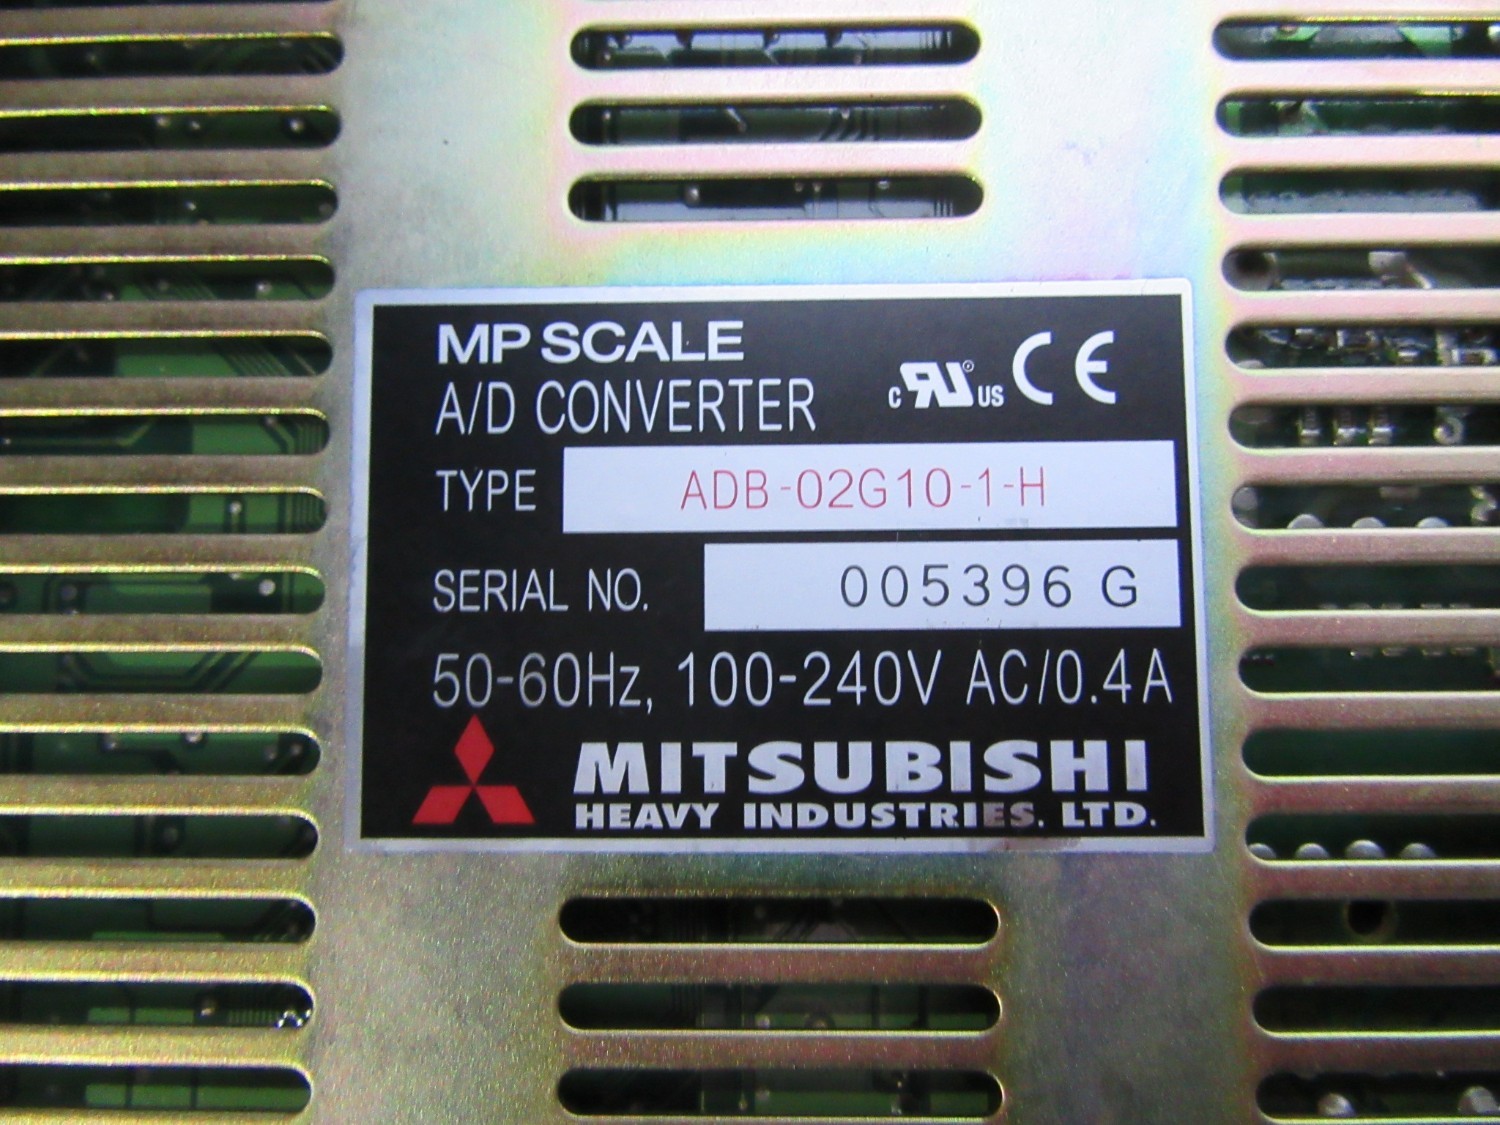 MP SCALE
A/D CONVERTER
c RU ® US CE
TYPE ADB-02G10-1-H
SERIAL NO. 005396 G
50-60Hz, 100-240V AC/0.4A
MITSUBISHI
HEAVY INDUSTRIES. LTD.